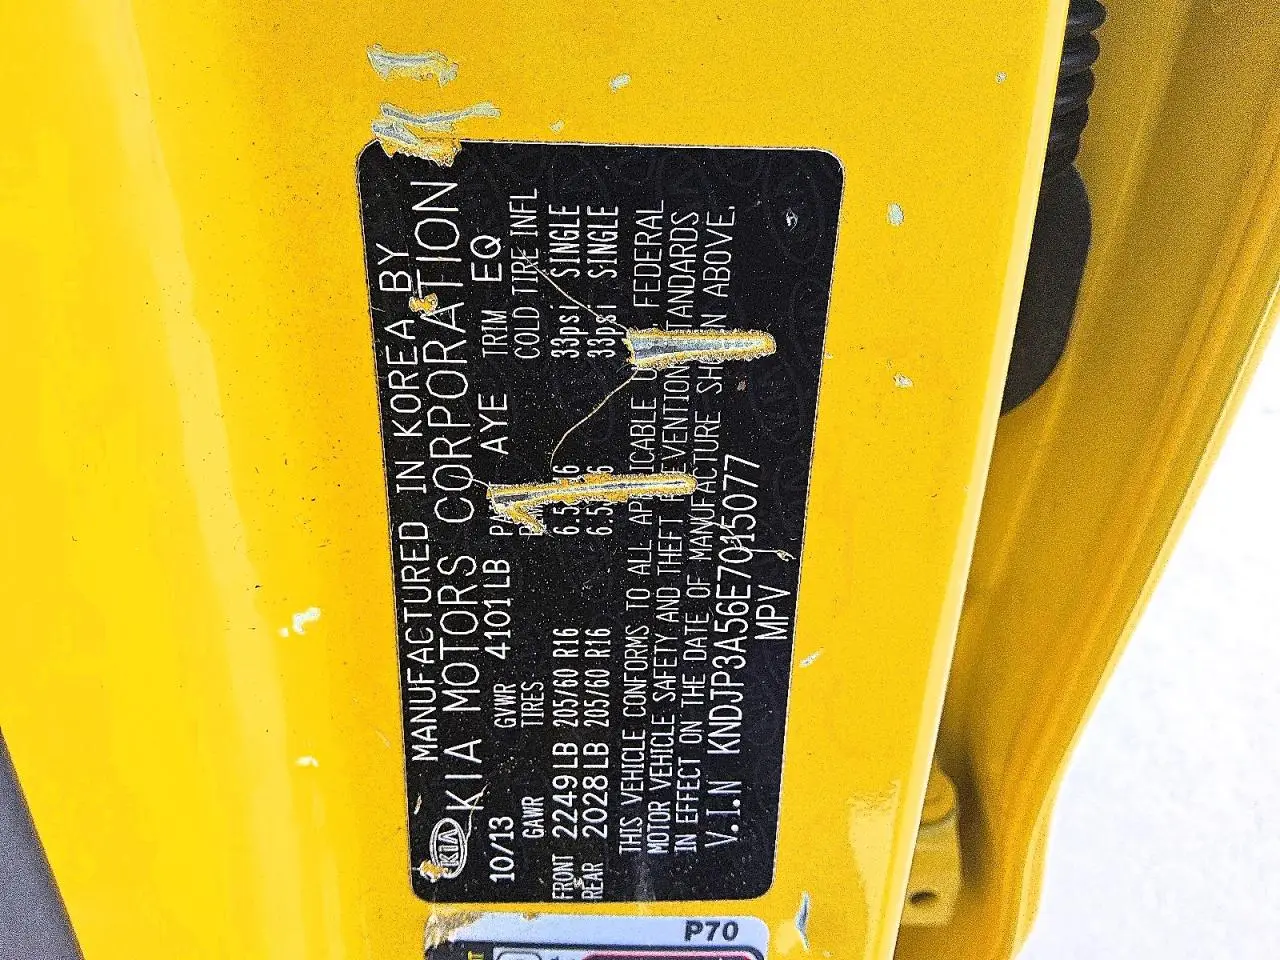 KIA
MANUFACTURED IN KOREA BY
KIA MOTORS CORPORATION
10/13 GVWR 4101LB AYE TRIM EQ
GAWR TIRES COLD TIRE INFL
FRONT 2249LB 205/60 R16 33psi SINGLE
REAR 2028LB 205/60 R16 33psi SINGLE
THIS VEHICLE CONFORMS TO ALL FEDERAL
MOTOR VEHICLE SAFETY AND THEFT
IN EFFECT ON THE DATE OF MANUFACTURE ABOVE.
V.I.N KNDJP3A56E7015077
MPV
P70